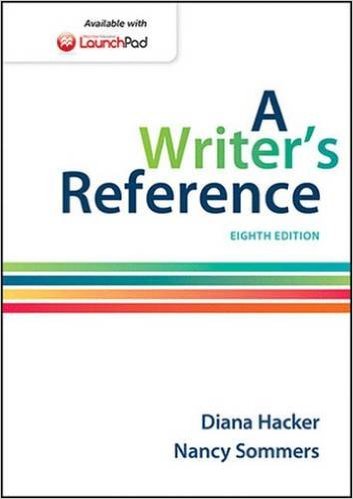 Available with
LaunchPad
A
Writer's
Reference
EIGHTH EDITION
Diana Hacker
Nancy Sommers